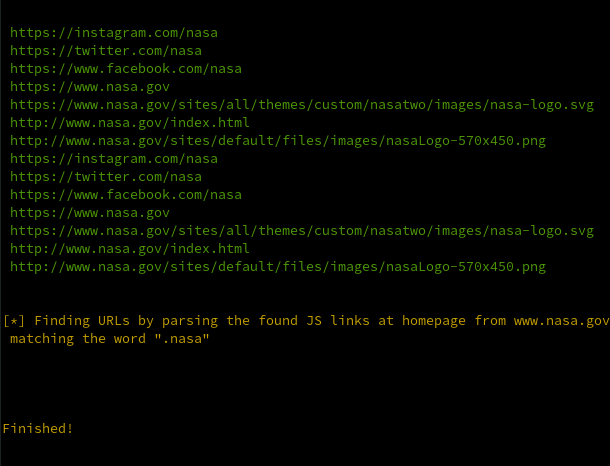 https://instagram.com/nasa
https://twitter.com/nasa
https://www.facebook.com/nasa
https://www.nasa.gov
https://www.nasa.gov/sites/all/themes/custom/nasatwo/images/nasa-logo.svg
http://www.nasa.gov/index.html
http://www.nasa.gov/sites/default/files/images/nasaLogo-570x450.png
https://instagram.com/nasa
https://twitter.com/nasa
https://www.facebook.com/nasa
https://www.nasa.gov
https://www.nasa.gov/sites/all/themes/custom/nasatwo/images/nasa-logo.svg
http://www.nasa.gov/index.html
http://www.nasa.gov/sites/default/files/images/nasaLogo-570x450.png
[*] Finding URLs by parsing the found JS links at homepage from www.nasa.gov
matching the word ".nasa"
Finished!